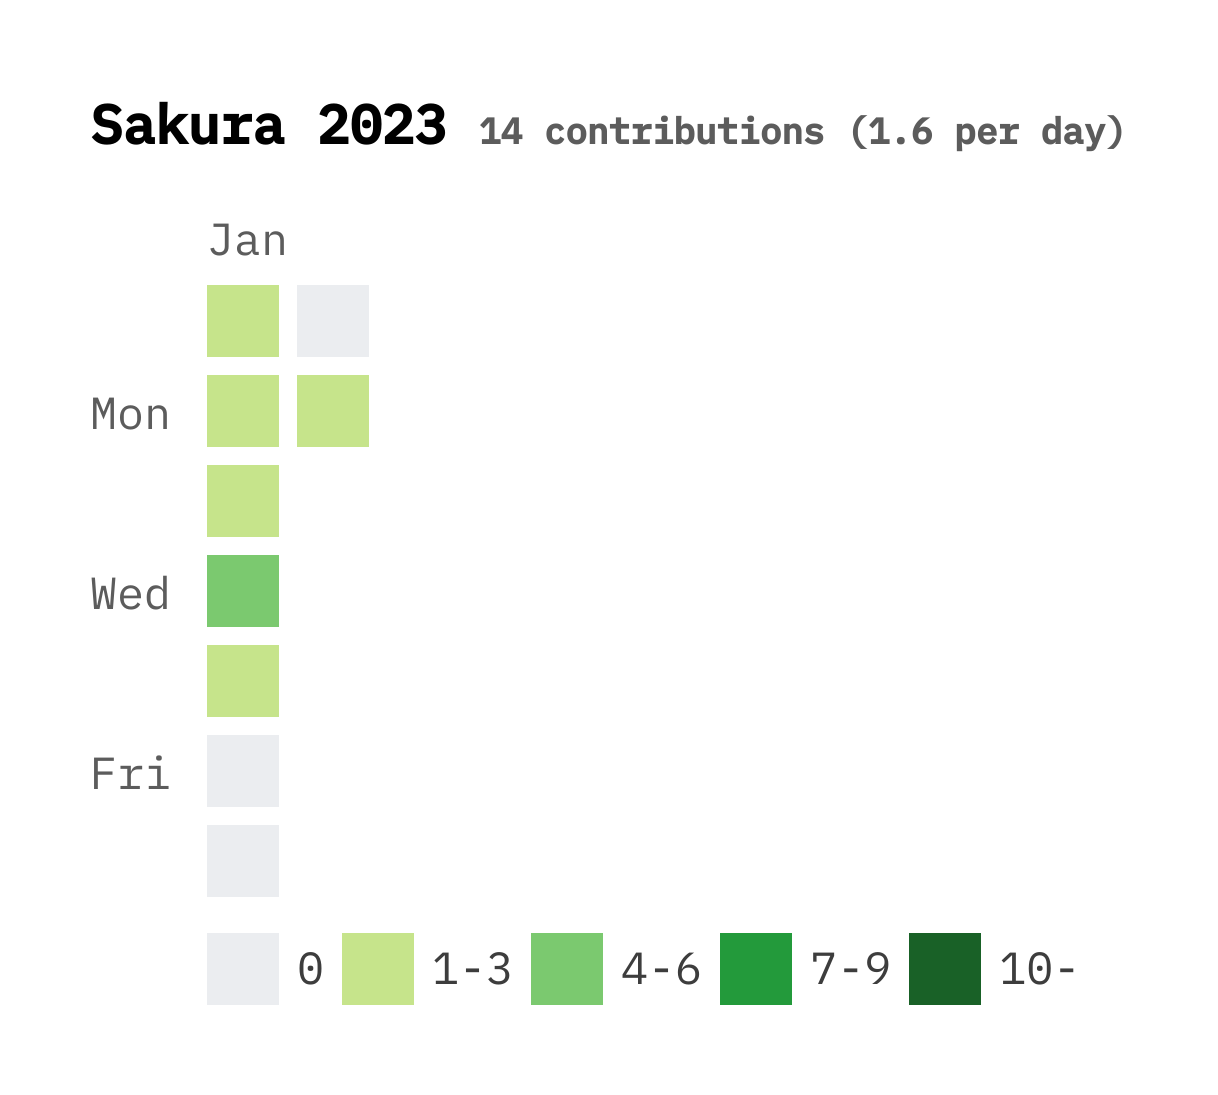 Sakura 2023 14 contributions (1.6 per day)
Jan
Mon
Wed
Fri
0 1-3 4-6 7-9 10-